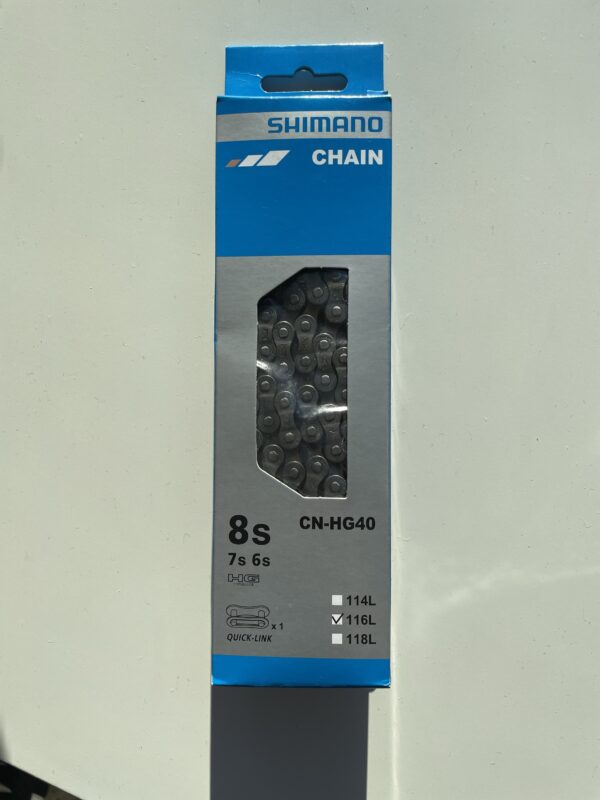 SHIMANO
CHAIN
8s
CN-HG40
7s 6s
HG
114L
116L
x 1
118L
QUICK-LINK